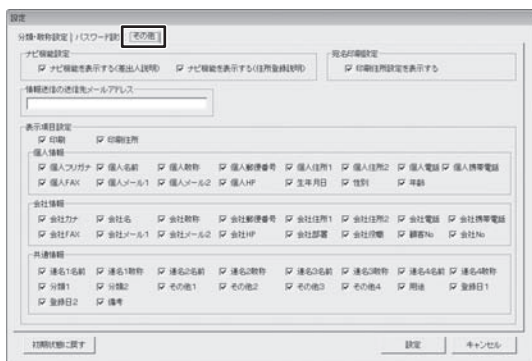 設定
分類・敬称設定 パスワード設 その他
ナビ機能設定
ナビ機能を表示する(差出人説明) ナビ機能を表示する(住所登録説明)
宛名印刷設定
印刷住所設定を表示する
情報送信の送信先メールアドレス
表示項目設定
印刷 印刷住所
個人情報
個人フリガナ 個人名前 個人敬称 個人郵便番号 個人住所1 個人住所2 個人電話 個人携帯電話
個人FAX 個人メール1 個人メール2 個人HP 生年月日 性別 年齢
会社情報
会社カナ 会社名 会社敬称 会社郵便番号 会社住所1 会社住所2 会社電話 会社携帯電話
会社FAX 会社メール1 会社メール2 会社HP 会社部署 会社役職 顧客No 会社No
共通情報
連名1名前 連名1敬称 連名2名前 連名2敬称 連名3名前 連名3敬称 連名4名前 連名4敬称
分類1 分類2 その他1 その他2 その他3 その他4 用途 登録日1
登録日2 備考
初期状態に戻す 設定 キャンセル